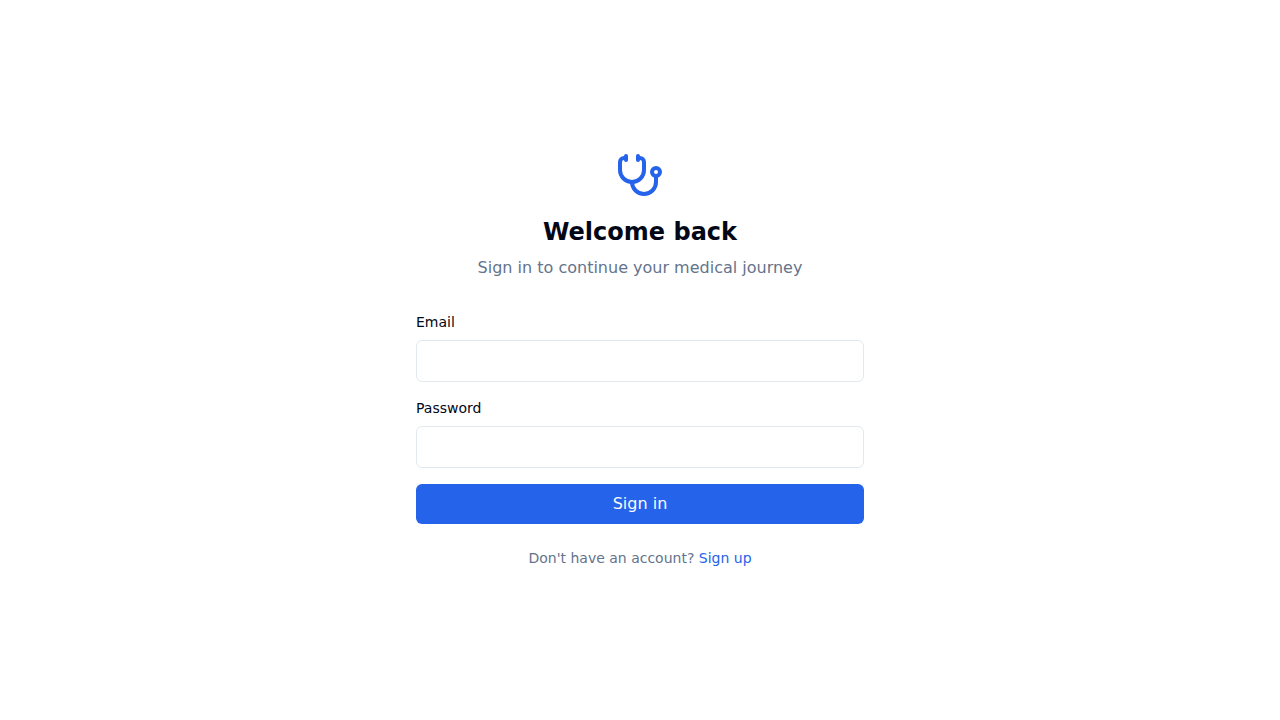 Welcome back
Sign in to continue your medical journey
Email
Password
Sign in
Don't have an account? Sign up